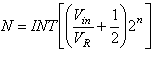 N = INT[(V_in/V_R + 1/2)2^n]